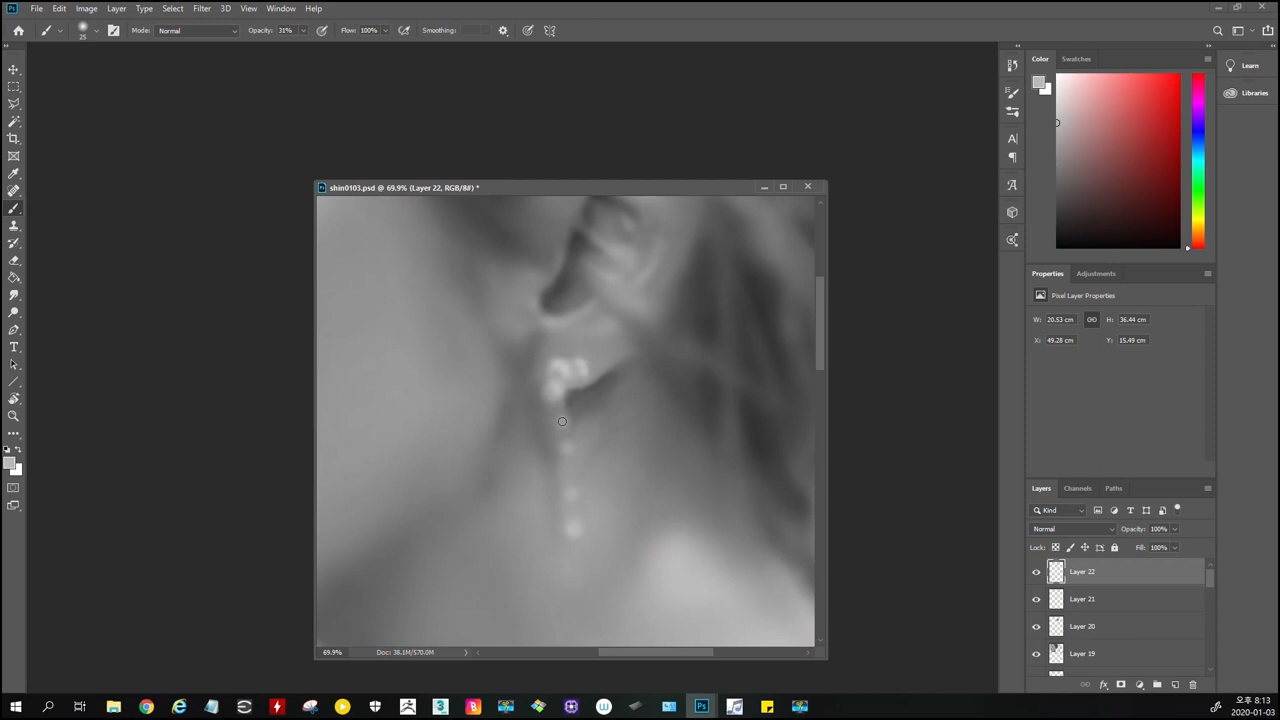 Ps File Edit Image Layer Type Select Filter 3D View Window Help
25 Mode: Normal Opacity: 31% Flow: 100% Smoothing:
shin0103.psd @ 69.9% (Layer 22, RGB/8#) *
69.9% Doc: 38.1M/570.0M
Color Swatches
Learn
Libraries
Properties Adjustments
Pixel Layer Properties
W: 20.53 cm H: 36.44 cm
X: 49.28 cm Y: 15.49 cm
Layers Channels Paths
Kind
Normal Opacity: 100%
Lock: Fill: 100%
Layer 22
Layer 21
Layer 20
Layer 19
오후 8:13
2020-01-03